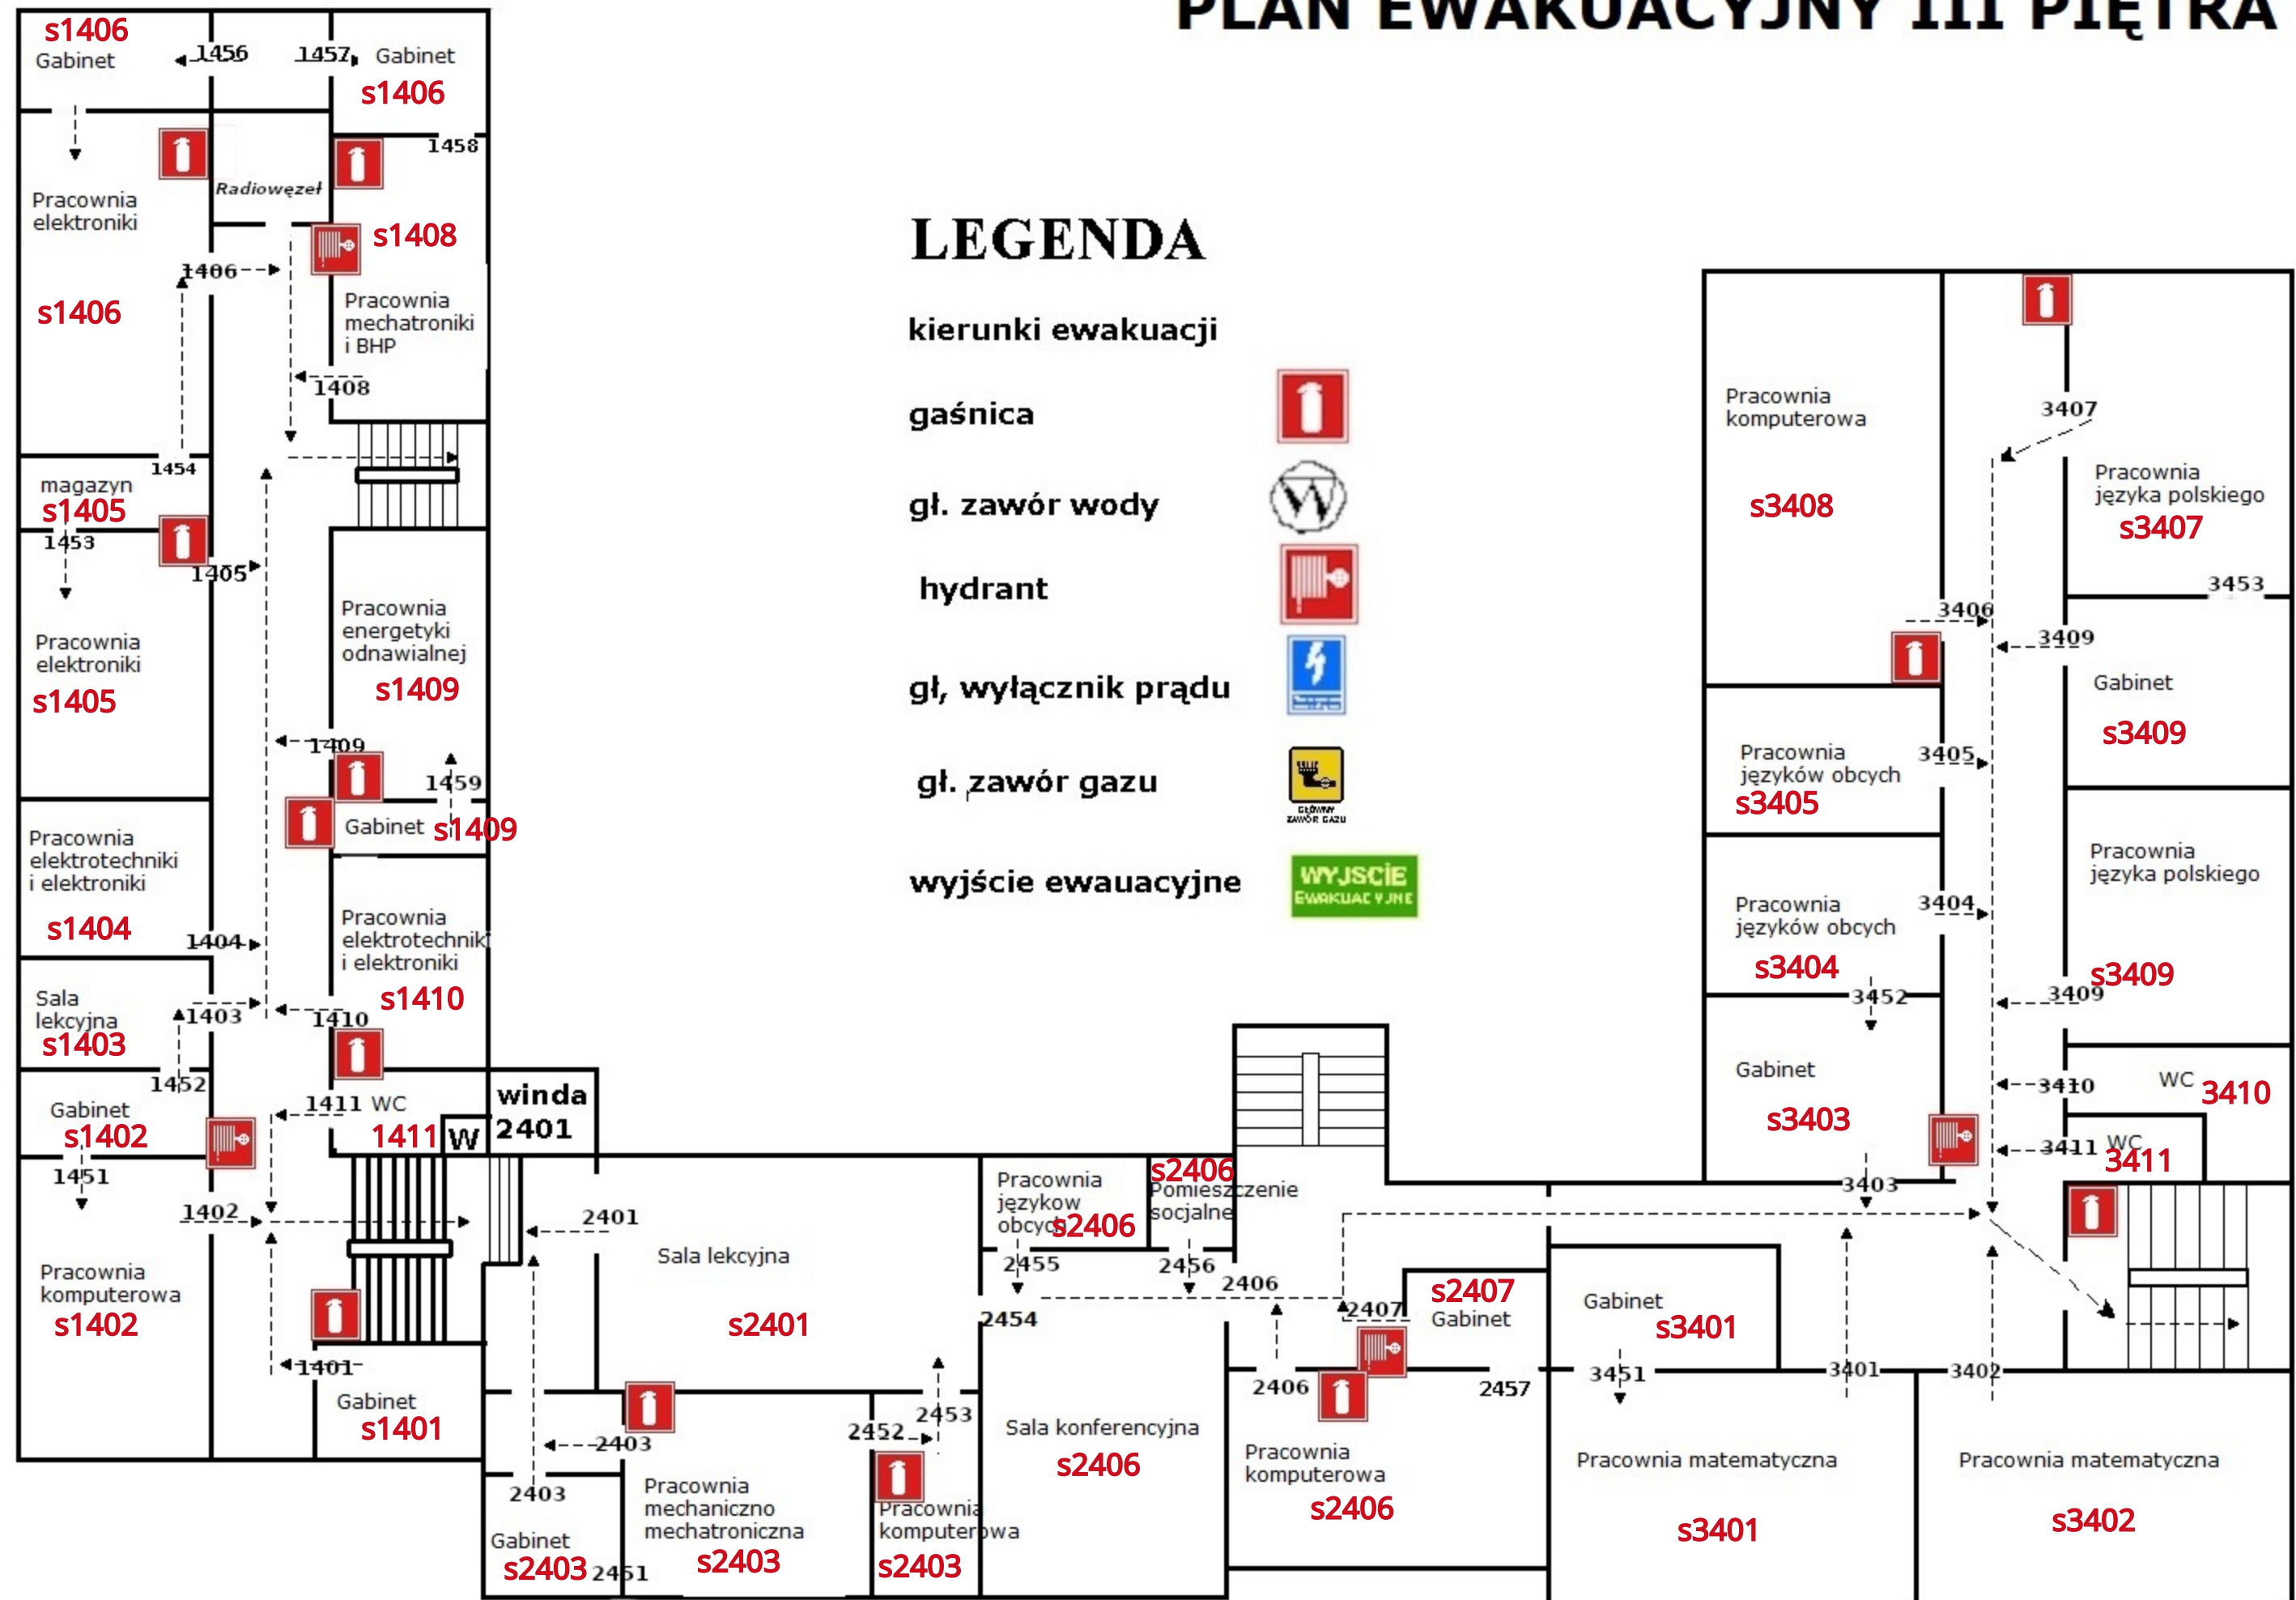 PLAN EWAKUACYJNY III PIĘTRA
s1406
Gabinet
1456
1457
Gabinet
s1406
1458
Radiowęzeł
Pracownia
elektroniki
s1406
1406
s1408
Pracownia
mechatroniki
i BHP
1408
1454
magazyn
s1405
1453
1405
Pracownia
elektroniki
s1405
Pracownia
energetyki
odnawialnej
s1409
1409
1459
Gabinet s1409
Pracownia
elektrotechniki
i elektroniki
s1404
1404
Pracownia
elektrotechnik
i elektroniki
s1410
1410
Sala
lekcyjna
s1403
1403
1452
Gabinet
s1402
1451
1411 WC
1411
W
winda
2401
1402
Pracownia
komputerowa
s1402
1401
Gabinet
s1401
LEGENDA
kierunki ewakuacji
gaśnica
gł. zawór wody
W
hydrant
gł, wyłącznik prądu
gł. zawór gazu
GŁÓWNY
ZAWÓR GAZU
wyjście ewauacyjne
WYJŚCIE
EWAKUACYJNE
2401
Sala lekcyjna
s2401
2403
2403
Gabinet
s2403
2451
Pracownia
mechaniczno
mechatroniczna
s2403
2452
2453
Pracownia
komputerowa
s2403
Pracownia
językow
obcych
s2406
2455
s2406
Pomieszczenie
socjalne
2456
2454
2406
Sala konferencyjna
s2406
2406
Pracownia
komputerowa
s2406
2407
s2407
Gabinet
2457
Pracownia
komputerowa
s3408
3406
3407
Pracownia
języka polskiego
s3407
3453
3409
Gabinet
s3409
Pracownia
języków obcych
s3405
3405
Pracownia
języków obcych
s3404
3404
3452
Pracownia
języka polskiego
s3409
3409
Gabinet
s3403
3403
3410
WC 3410
3411 WC
3411
Gabinet
s3401
3451
3401
3402
Pracownia matematyczna
s3401
Pracownia matematyczna
s3402